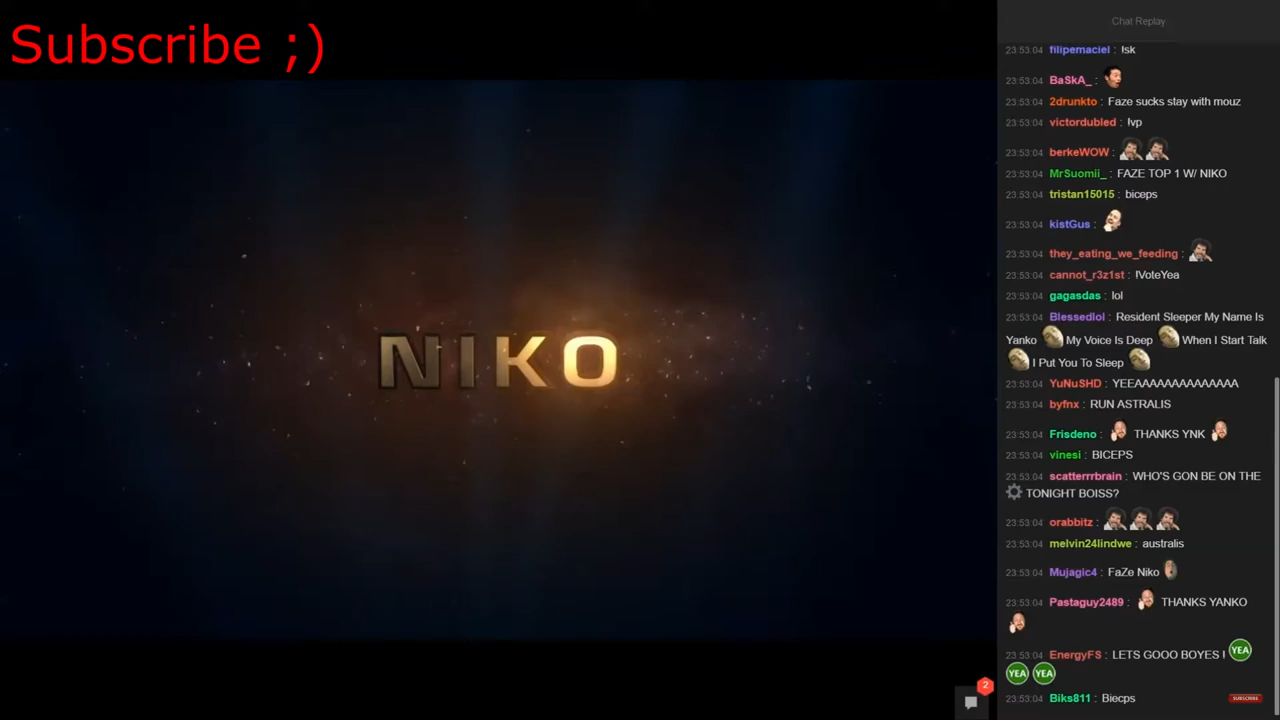 Subscribe ;)
NIKO
Chat Replay
23:53:04 filipemaciel : !sk
23:53:04 BaSkA_ :
23:53:04 2drunkto : Faze sucks stay with mouz
23:53:04 victordubled : !vp
23:53:04 berkeWOW :
23:53:04 MrSuomii_ : FAZE TOP 1 W/ NIKO
23:53:04 tristan15015 : biceps
23:53:04 kistGus :
23:53:04 they_eating_we_feeding :
23:53:04 cannot_r3z1st : !VoteYea
23:53:04 gagasdas : lol
23:53:04 Blessedlol : Resident Sleeper My Name Is
Yanko My Voice Is Deep When I Start Talk
I Put You To Sleep
23:53:04 YuNuSHD : YEEAAAAAAAAAAAAAA
23:53:04 byfnx : RUN ASTRALIS
23:53:04 Frisdeno : THANKS YNK
23:53:04 vinesi : BICEPS
23:53:04 scatterrrbrain : WHO'S GON BE ON THE
TONIGHT BOISS?
23:53:04 orabbitz :
23:53:04 melvin24lindwe : australis
23:53:04 Mujagic4 : FaZe Niko
23:53:04 Pastaguy2489 : THANKS YANKO
23:53:04 EnergyFS : LETS GOOO BOYES ! YEA
YEA YEA
23:53:04 Biks811 : Biecps
SUBSCRIBE
2